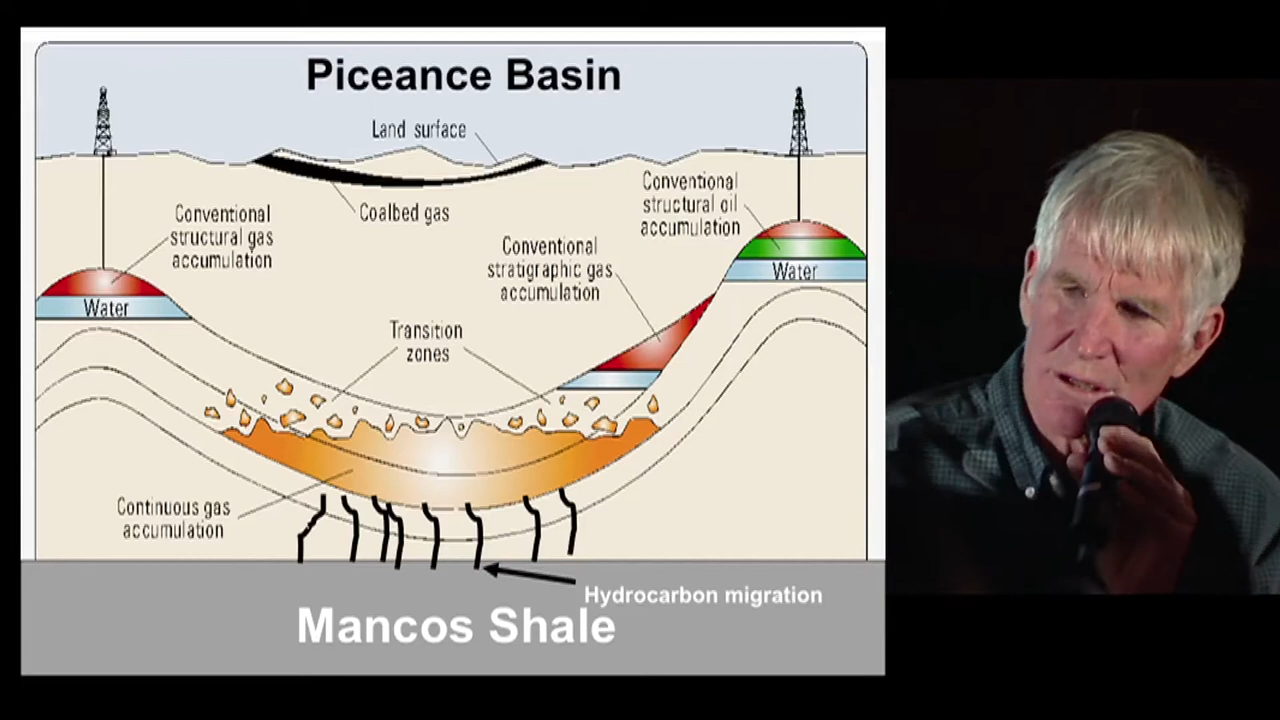 Piceance Basin
Land surface
Coalbed gas
Conventional
structural gas
accumulation
Conventional
structural oil
accumulation
Conventional
stratigraphic gas
accumulation
Water
Water
Transition
zones
Continuous gas
accumulation
Hydrocarbon migration
Mancos Shale